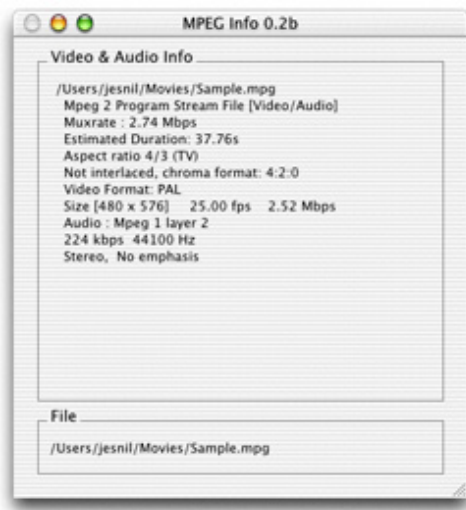 MPEG Info 0.2b
Video & Audio Info
/Users/jesnil/Movies/Sample.mpg
Mpeg 2 Program Stream File [Video/Audio]
Muxrate : 2.74 Mbps
Estimated Duration: 37.76s
Aspect ratio 4/3 (TV)
Not interlaced, chroma format: 4:2:0
Video Format: PAL
Size [480 x 576] 25.00 fps 2.52 Mbps
Audio : Mpeg 1 layer 2
224 kbps 44100 Hz
Stereo, No emphasis
File
/Users/jesnil/Movies/Sample.mpg